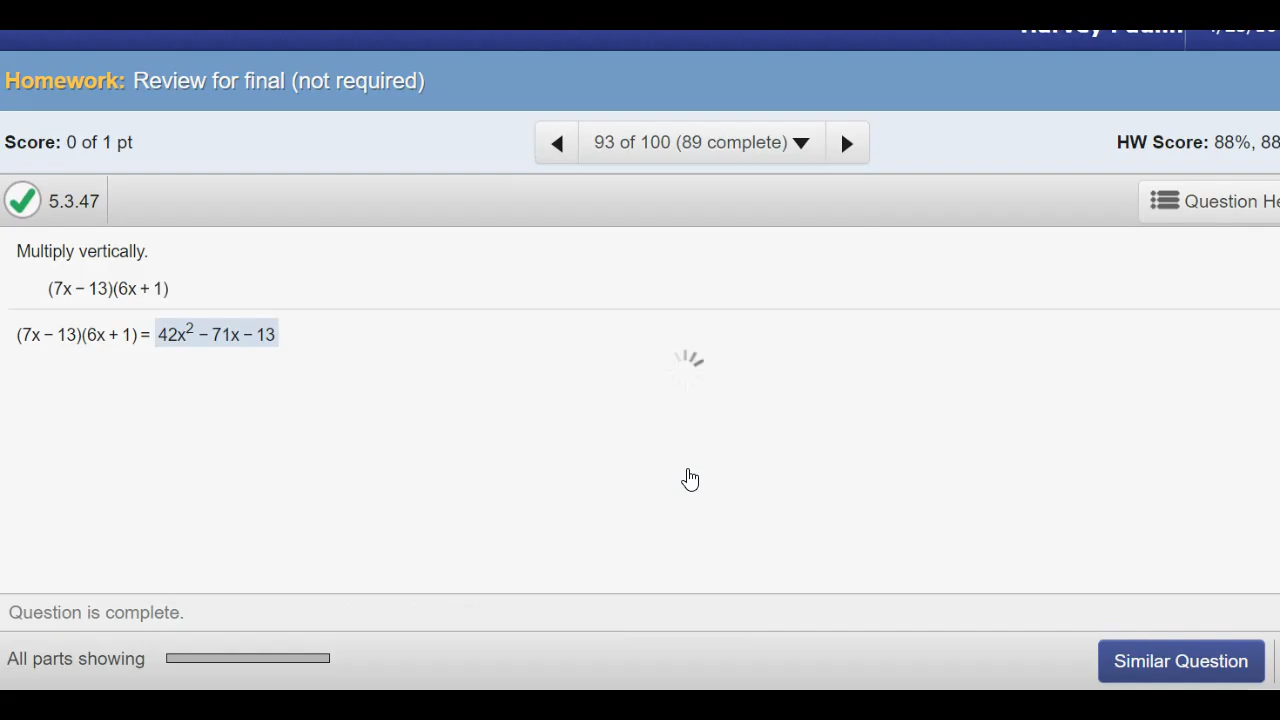 Homework: Review for final (not required)
Score: 0 of 1 pt
93 of 100 (89 complete)
HW Score: 88%, 88
5.3.47
Question He
Multiply vertically.
(7x − 13)(6x + 1)
(7x − 13)(6x + 1) = 42x² − 71x − 13
Question is complete.
All parts showing
Similar Question